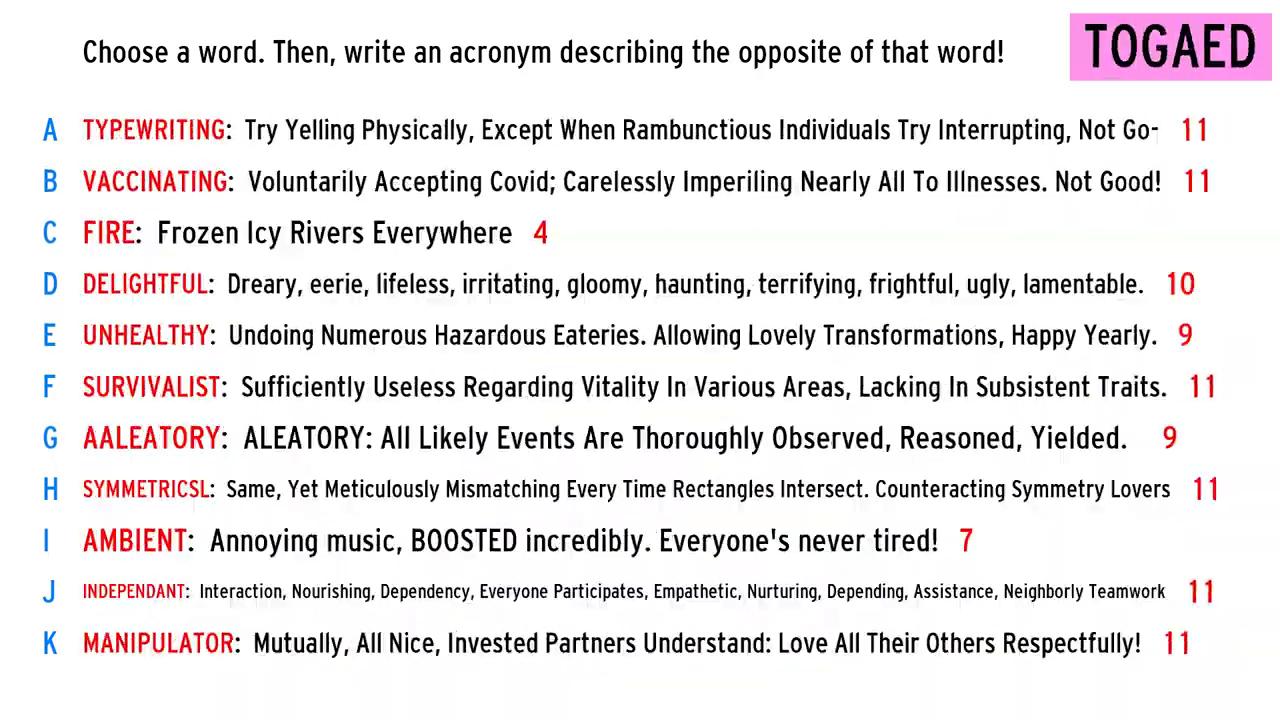 Choose a word. Then, write an acronym describing the opposite of that word!
TOGAED
A TYPEWRITING: Try Yelling Physically, Except When Rambunctious Individuals Try Interrupting, Not Go- 11
B VACCINATING: Voluntarily Accepting Covid; Carelessly Imperiling Nearly All To Illnesses. Not Good! 11
C FIRE: Frozen Icy Rivers Everywhere 4
D DELIGHTFUL: Dreary, eerie, lifeless, irritating, gloomy, haunting, terrifying, frightful, ugly, lamentable. 10
E UNHEALTHY: Undoing Numerous Hazardous Eateries. Allowing Lovely Transformations, Happy Yearly. 9
F SURVIVALIST: Sufficiently Useless Regarding Vitality In Various Areas, Lacking In Subsistent Traits. 11
G AALEATORY: ALEATORY: All Likely Events Are Thoroughly Observed, Reasoned, Yielded. 9
H SYMMETRICSL: Same, Yet Meticulously Mismatching Every Time Rectangles Intersect. Counteracting Symmetry Lovers 11
I AMBIENT: Annoying music, BOOSTED incredibly. Everyone's never tired! 7
J INDEPENDANT: Interaction, Nourishing, Dependency, Everyone Participates, Empathetic, Nurturing, Depending, Assistance, Neighborly Teamwork 11
K MANIPULATOR: Mutually, All Nice, Invested Partners Understand: Love All Their Others Respectfully! 11